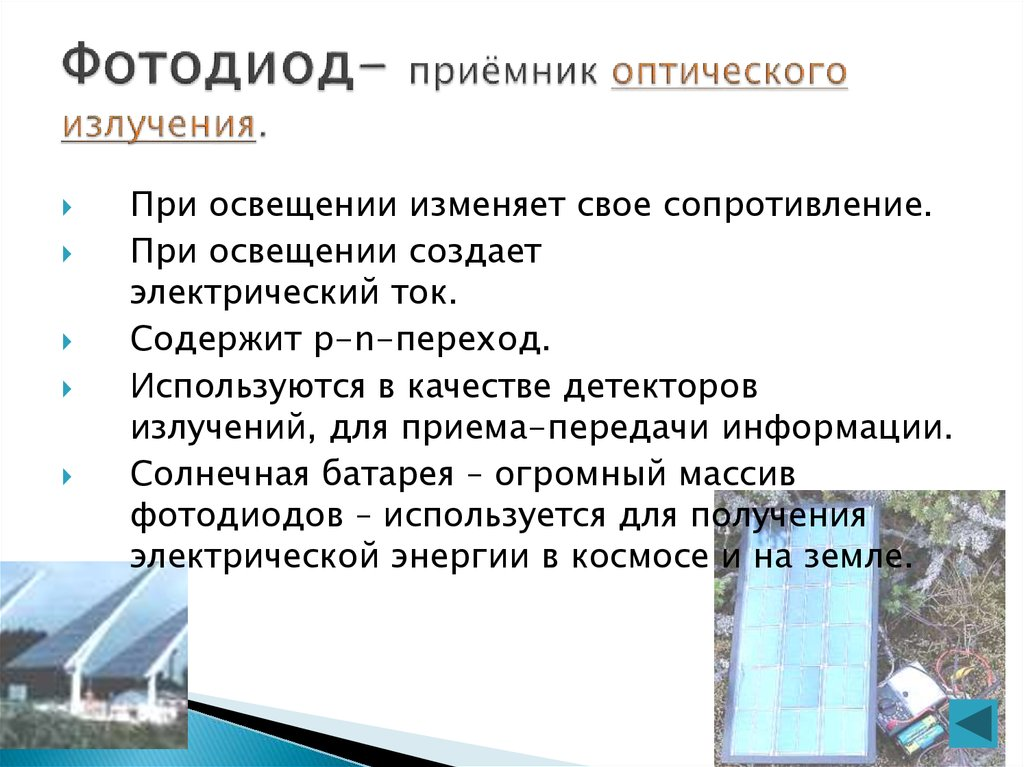 Фотодиод- приёмник оптического
излучения.
При освещении изменяет свое сопротивление.
При освещении создает
электрический ток.
Содержит p-n-переход.
Используются в качестве детекторов
излучений, для приема-передачи информации.
Солнечная батарея – огромный массив
фотодиодов – используется для получения
электрической энергии в космосе и на земле.